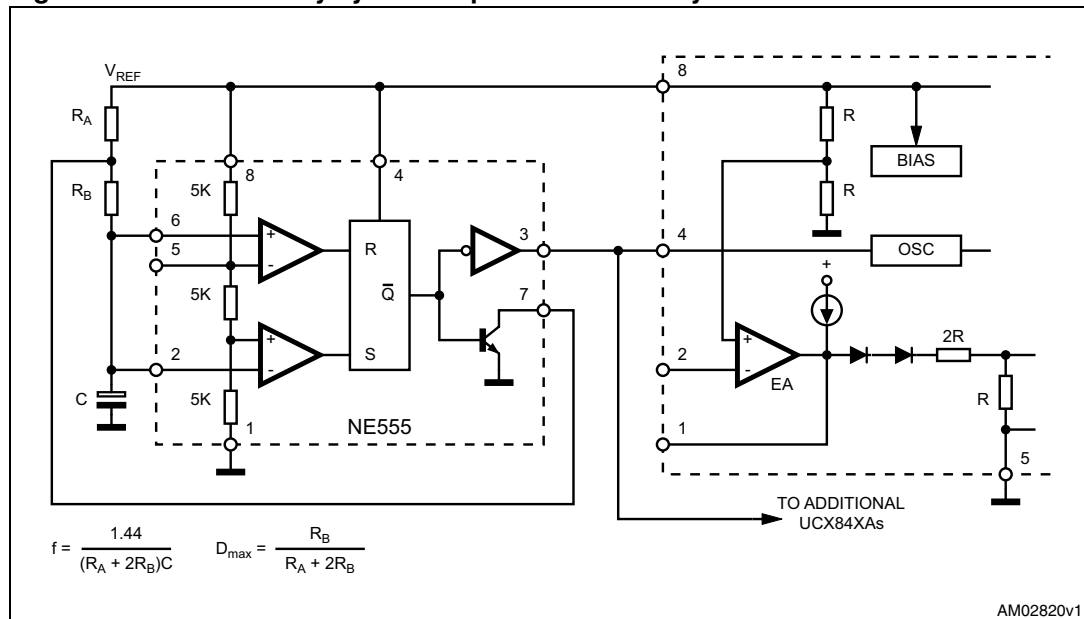 V_REF
8
R_A
R
BIAS
8
4
R_B
5K
R
6
3
4
OSC
5
+
-
R
5K
Q̅
+
7
2R
2
+
-
S
2
+
-
EA
C
5K
R
1
NE555
1
5
TO ADDITIONAL
UCX84XAs
f = 1.44 / (R_A + 2R_B)C
D_max = R_B / R_A + 2R_B
AM02820v1